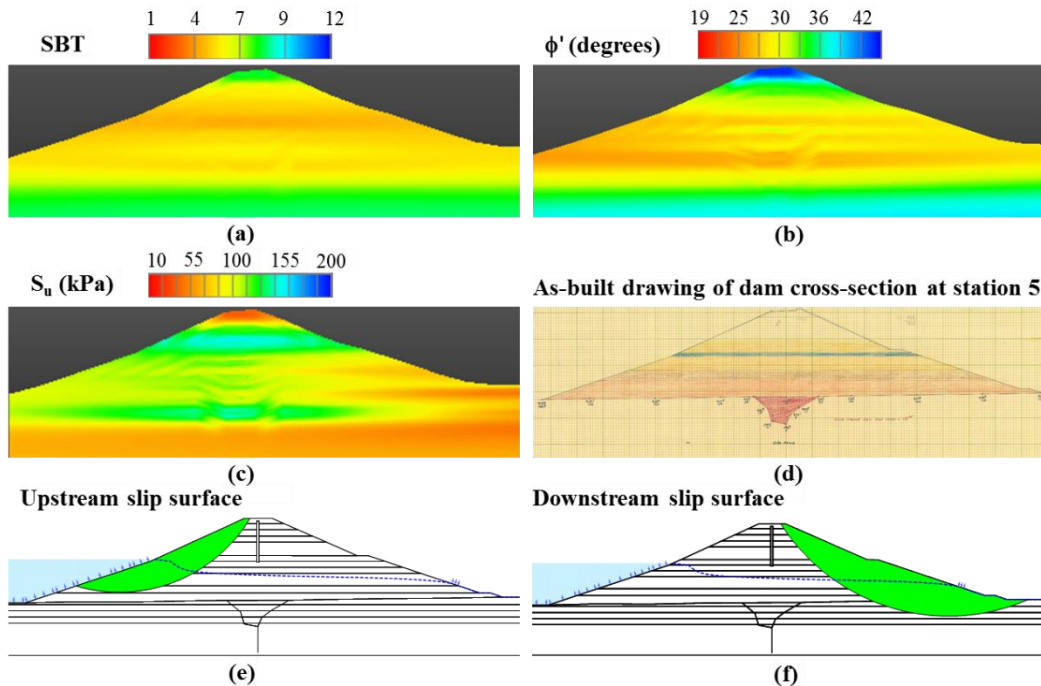 1 4 7 9 12
SBT
19 25 30 36 42
ϕ' (degrees)
(a)
(b)
10 55 100 155 200
Su (kPa)
As-built drawing of dam cross-section at station 5
(c)
(d)
Upstream slip surface
Downstream slip surface
(e)
(f)